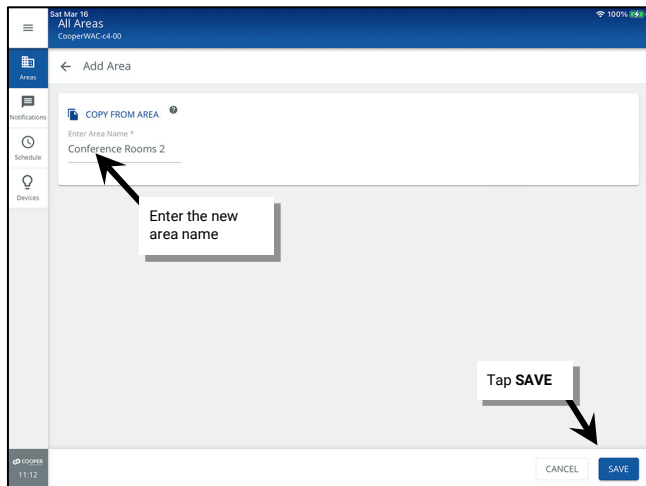 Sat Mar 16
100%
All Areas
CooperWAC-c4-00
Areas
Add Area
Notifications
COPY FROM AREA ?
Enter Area Name *
Conference Rooms 2
Schedule
Devices
Enter the new
area name
Tap SAVE
COOPER
11:12
CANCEL
SAVE